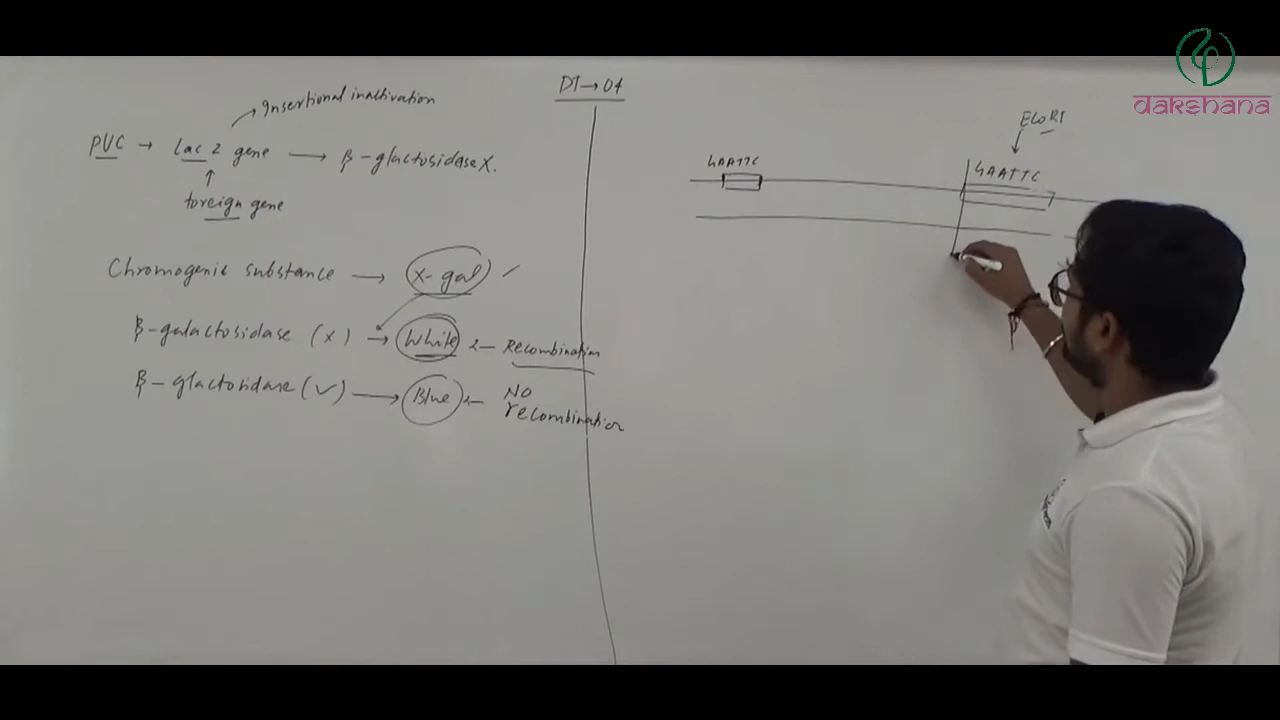 dakshana
DT → 04
Insertional inactivation
PUC → Lac Z gene → β-glactosidase X.
foreign gene
Chromogenic substance → X-gal ✓
β-galactosidase (X) → White ← Recombination
β-glactosidase (✓) → Blue ← No
recombination
ECoRI
GAATTC
GAATTC